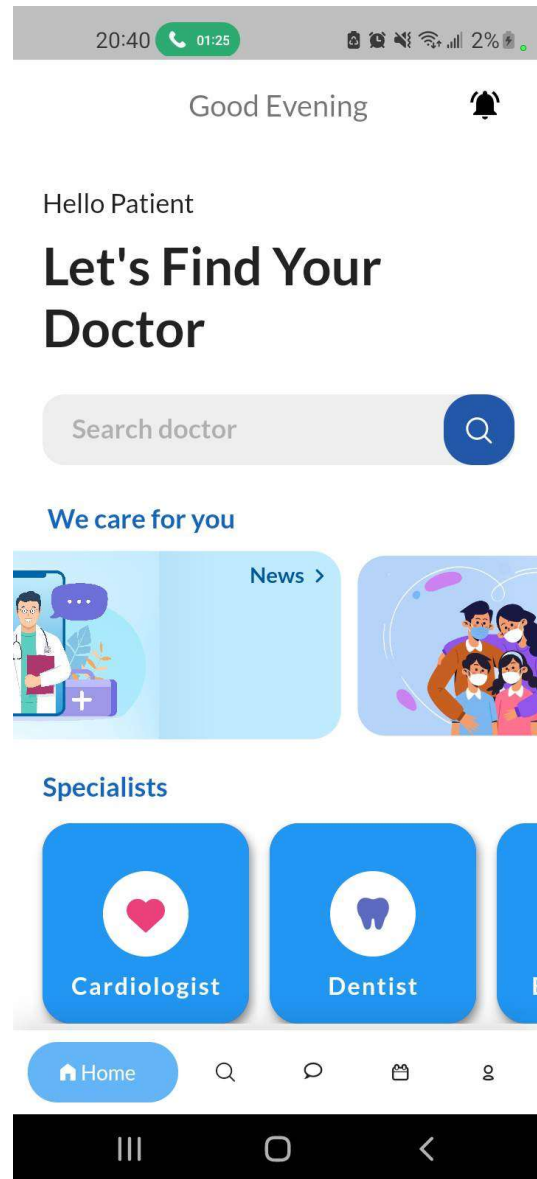 20:40 01:25 2%
Good Evening
Hello Patient
Let's Find Your
Doctor
Search doctor
We care for you
News >
Specialists
Cardiologist Dentist
Home